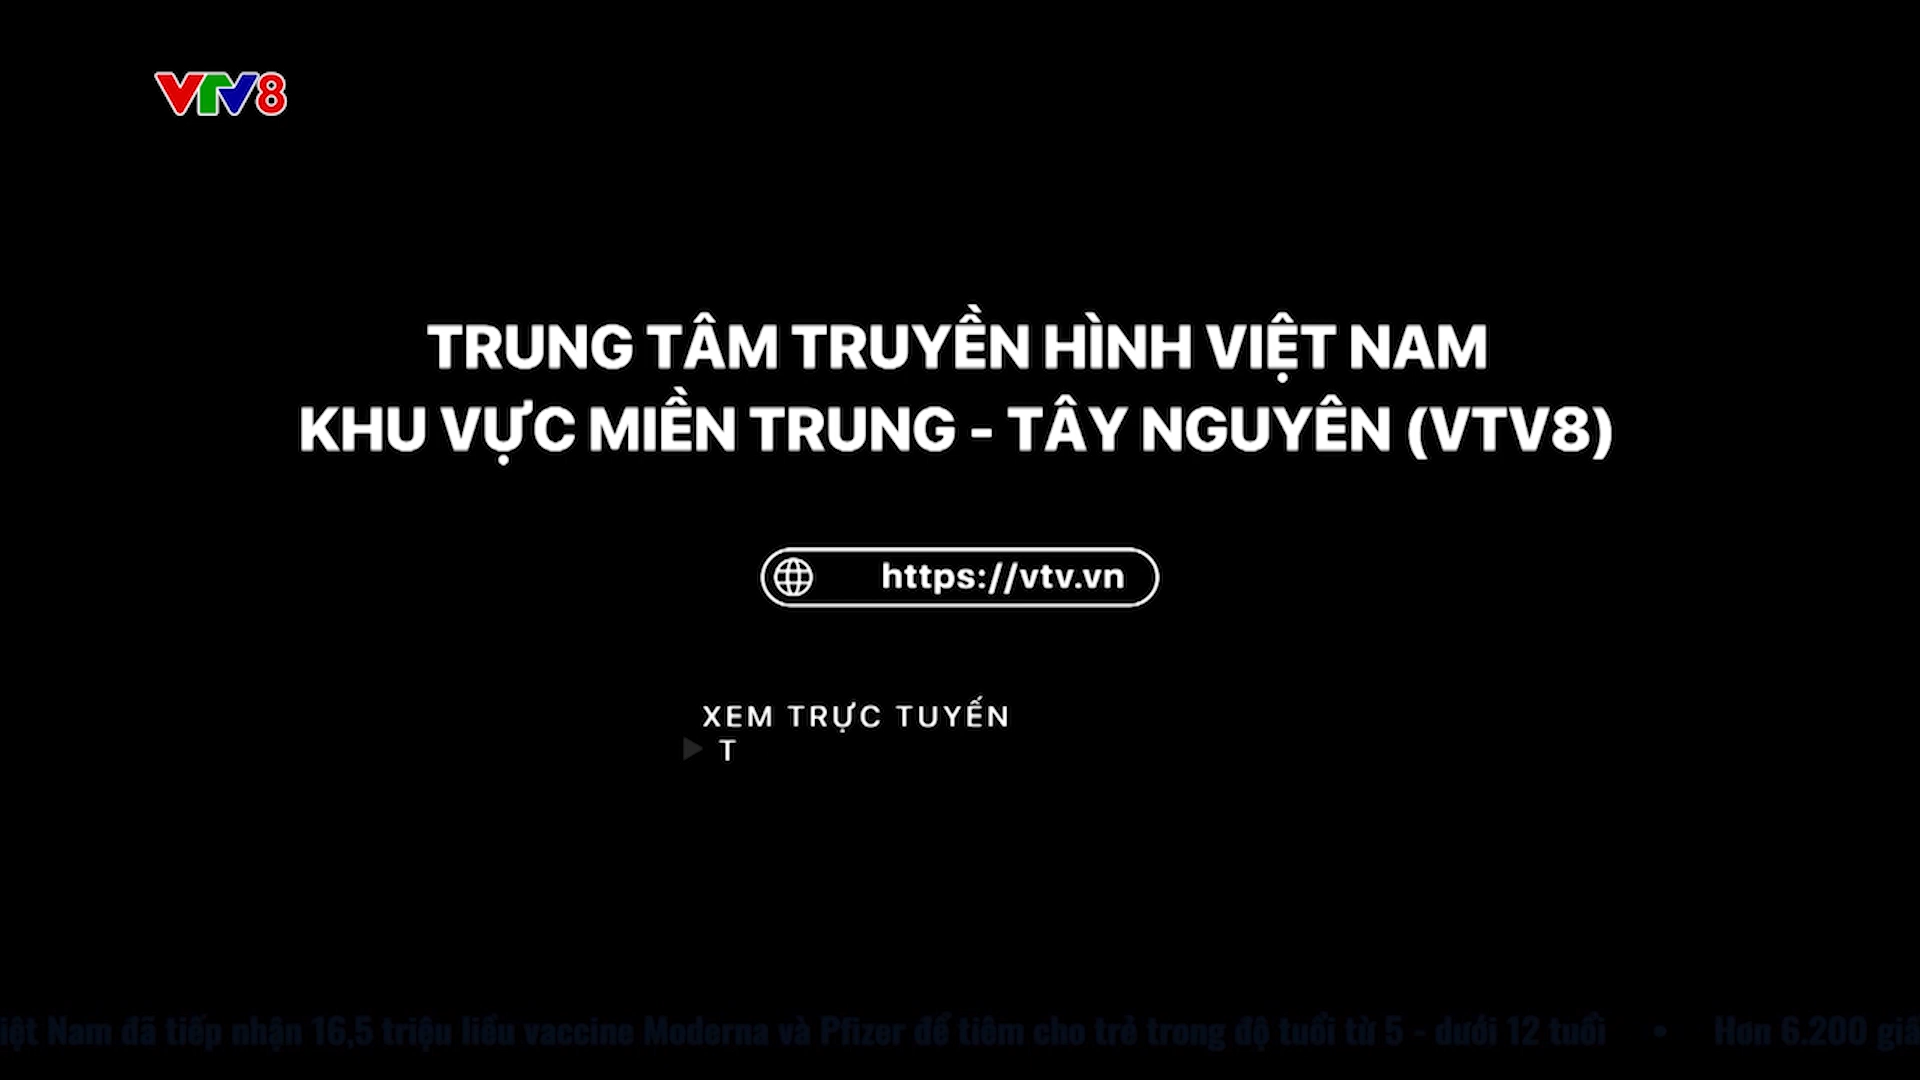 VTV8
TRUNG TÂM TRUYỀN HÌNH VIỆT NAM
KHU VỰC MIỀN TRUNG - TÂY NGUYÊN (VTV8)
https://vtv.vn
XEM TRỰC TUYẾN
T
iệt Nam đã tiếp nhận 16,5 triệu liều vaccine Moderna và Pfizer để tiêm cho trẻ trong độ tuổi từ 5 - dưới 12 tuổi • Hơn 6.200 giá